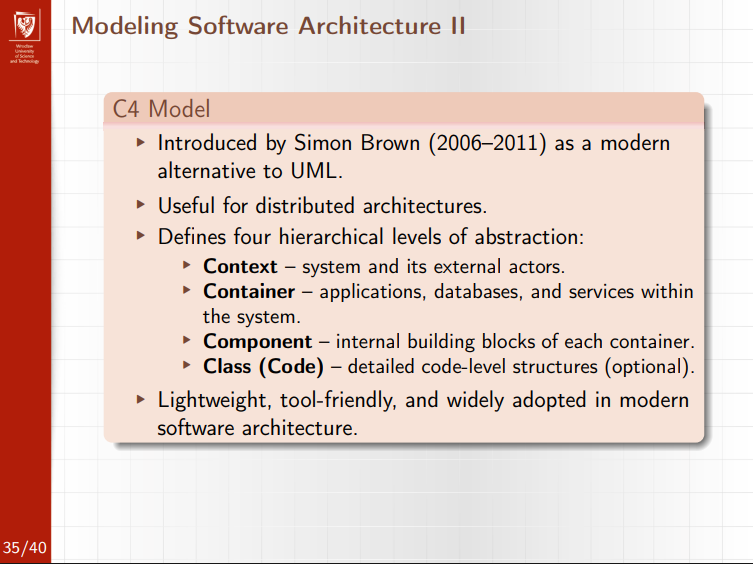 Modeling Software Architecture II
Wrocław
University
of Science
and Technology
C4 Model
Introduced by Simon Brown (2006–2011) as a modern
alternative to UML.
Useful for distributed architectures.
Defines four hierarchical levels of abstraction:
Context – system and its external actors.
Container – applications, databases, and services within
the system.
Component – internal building blocks of each container.
Class (Code) – detailed code-level structures (optional).
Lightweight, tool-friendly, and widely adopted in modern
software architecture.
35/40